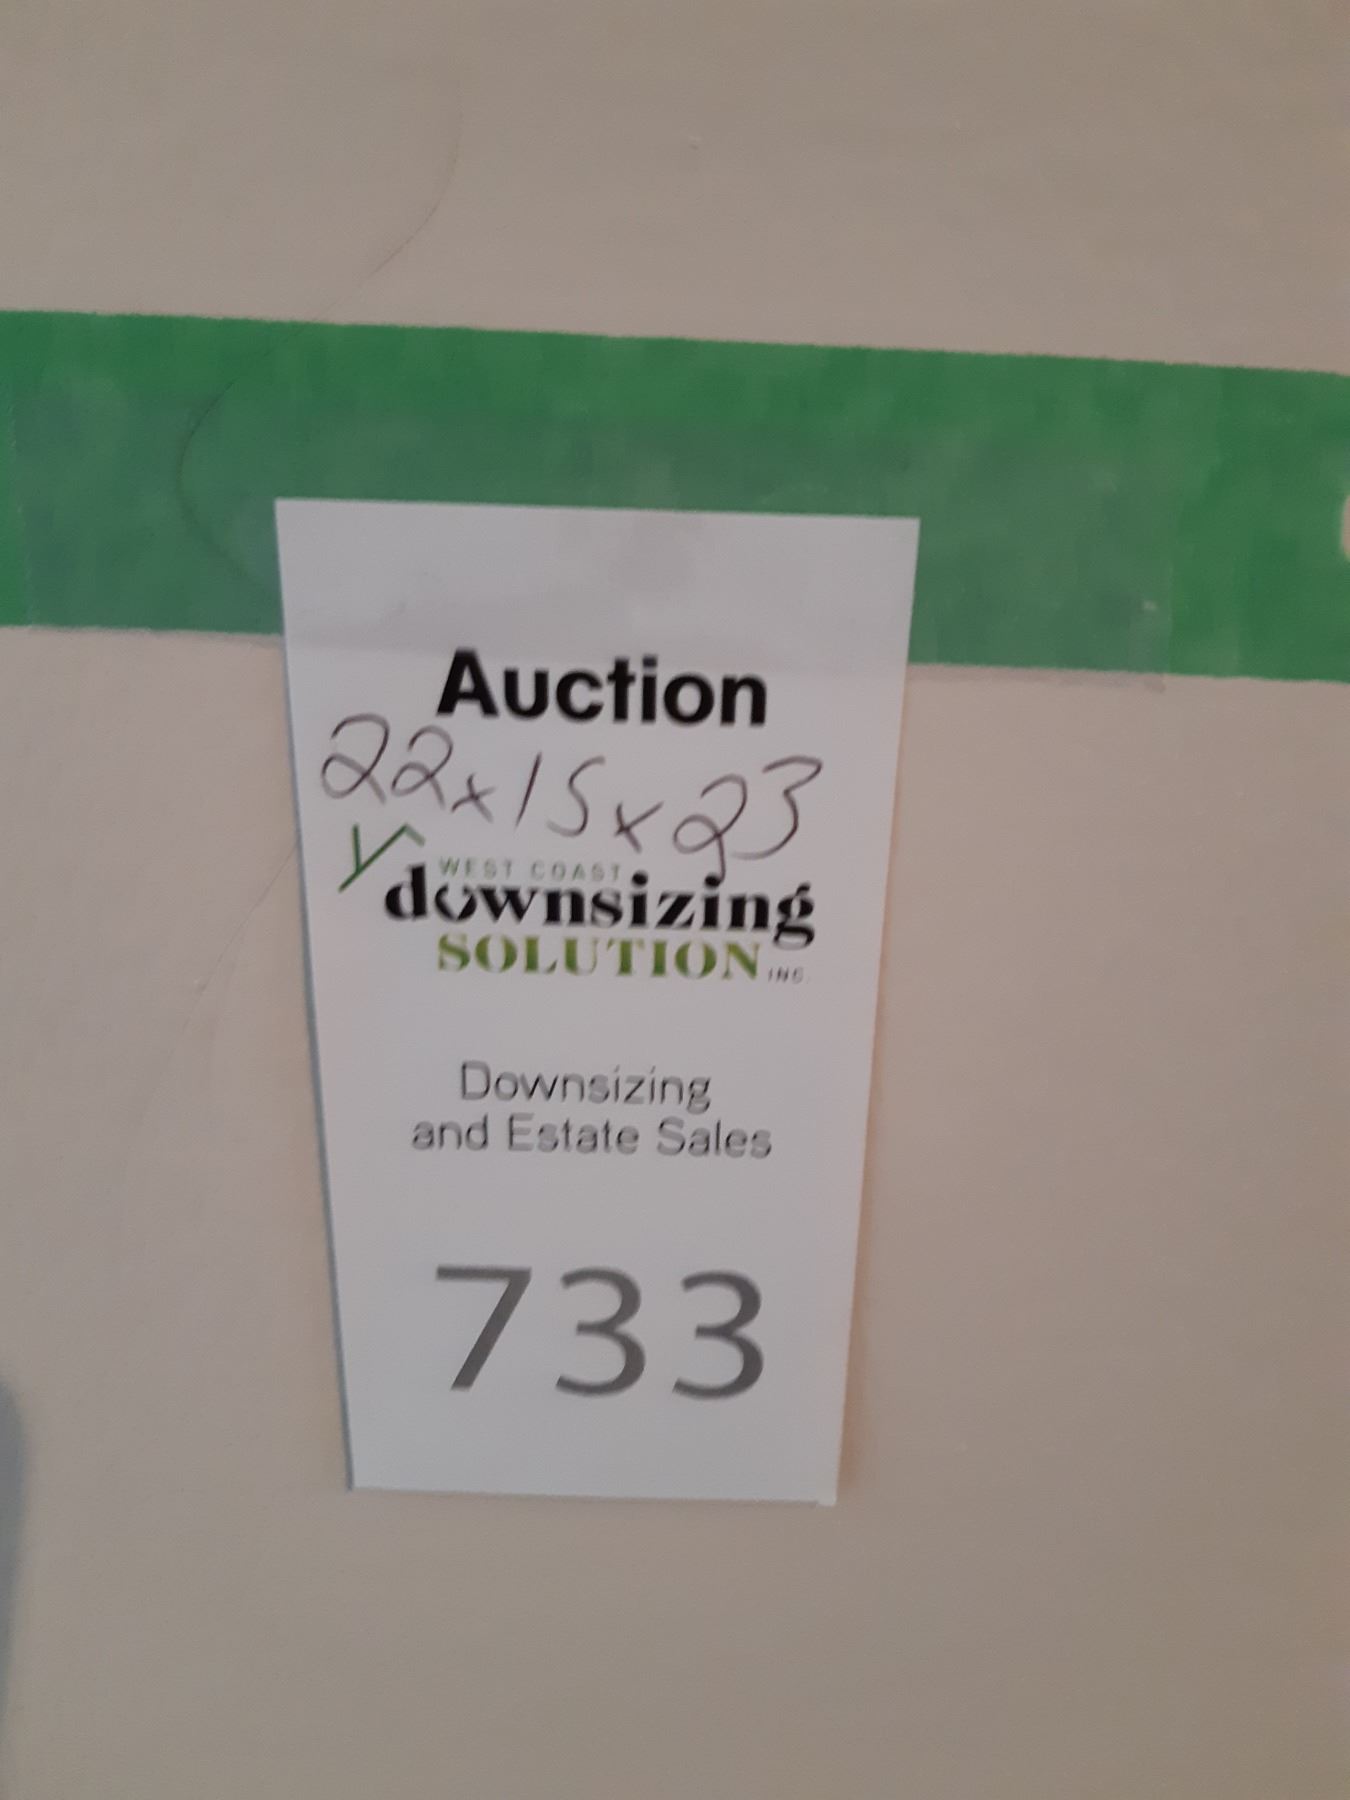 Auction
22x15x23
WEST COAST
downsizing
SOLUTION INC.
Downsizing
and Estate Sales
733